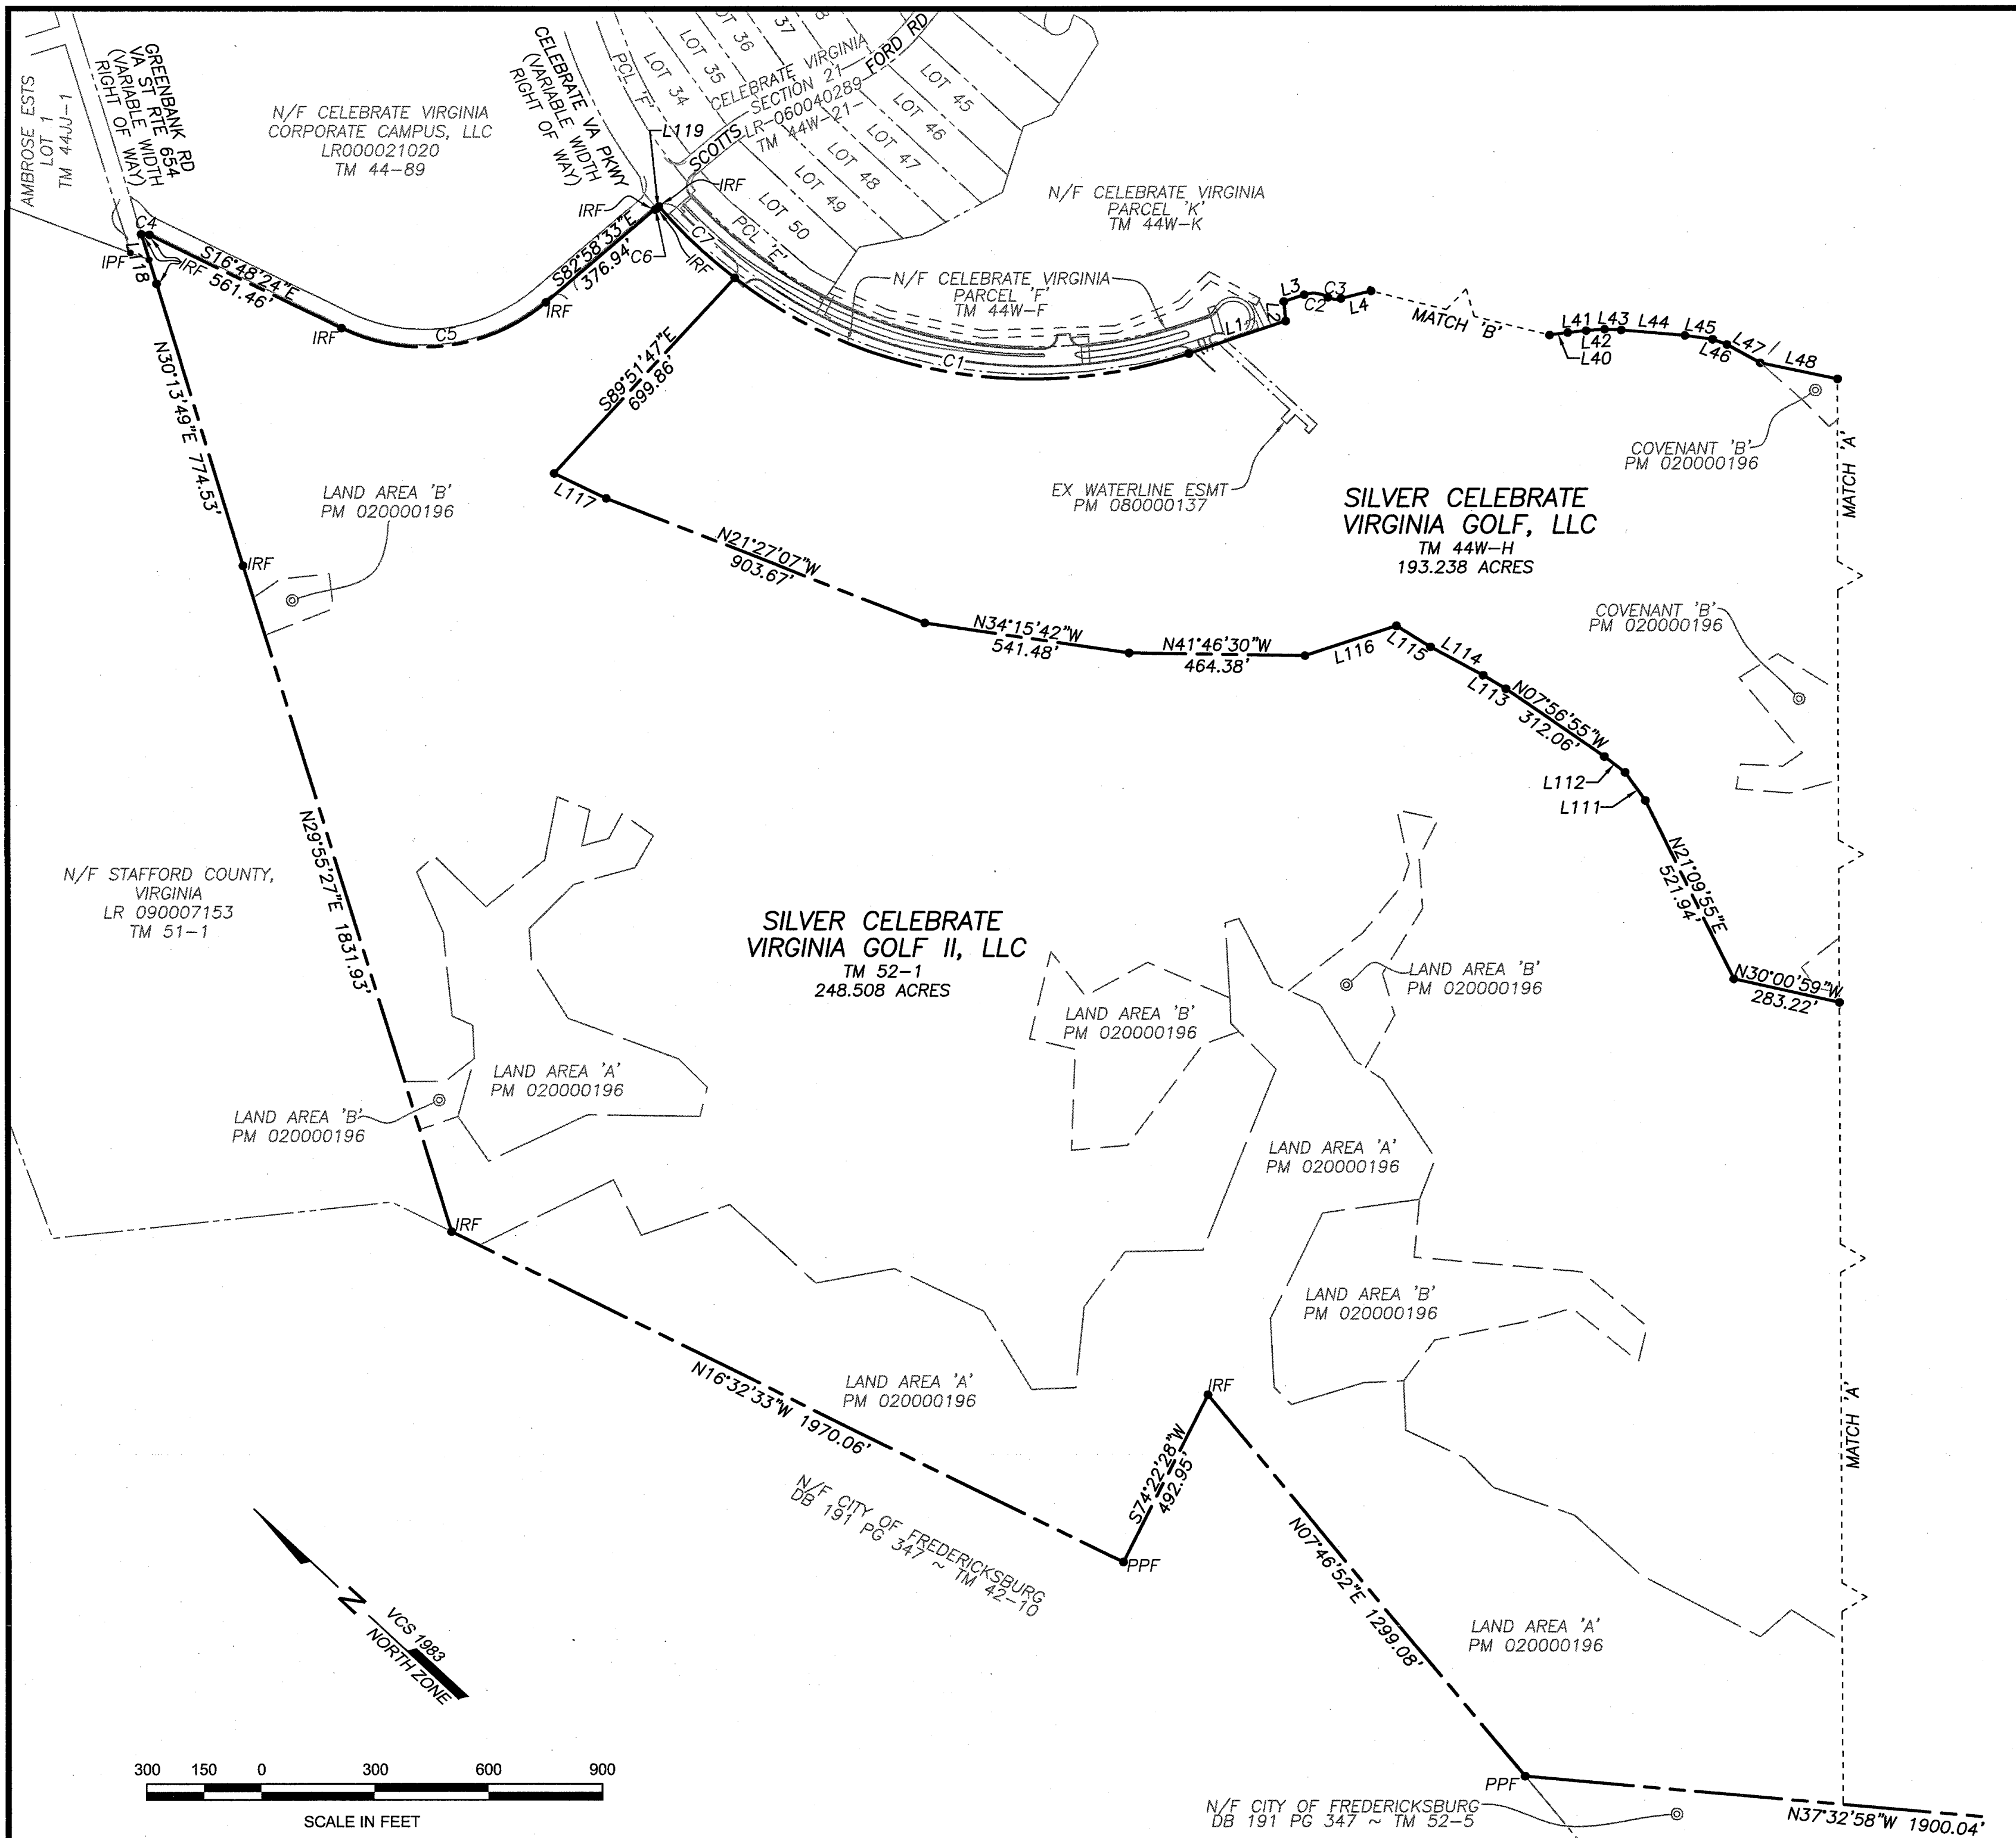 AMBROSE ESTS
LOT 1
TM 44JJ-1
GREENBANK RD
VA ST RTE 654
(VARIABLE WIDTH
RIGHT OF WAY)
N/F CELEBRATE VIRGINIA
CORPORATE CAMPUS, LLC
LR000021020
TM 44-89
CELEBRATE VA PKWY
(VARIABLE WIDTH
RIGHT OF WAY)
PCL 'F'
LOT 34
LOT 35
OT 36
37
CELEBRATE VIRGINIA
SECTION 21
LR-060040289
TM 44W-21-
SCOTTS FORD RD
LOT 45
LOT 46
LOT 47
LOT 48
LOT 49
LOT 50
PCL 'E'
N/F CELEBRATE VIRGINIA
PARCEL 'K'
TM 44W-K
N/F CELEBRATE VIRGINIA
PARCEL 'F'
TM 44W-F
L119
IRF
IRF
IRF
C7
C6
C4
L118
IPF
IRF
S16°48'24"E
561.46'
IRF
C5
S82°58'33"E
376.94'
IRF
C1
L1
L2
L3
C2
C3
L4
MATCH 'B'
L40
L41
L42
L43
L44
L45
L46
L47
L48
COVENANT 'B'
PM 020000196
MATCH 'A'
S89°51'47"E
699.86'
N30°13'49"E 774.53'
IRF
LAND AREA 'B'
PM 020000196
L117
N21°27'07"W
903.67'
EX WATERLINE ESMT
PM 080000137
SILVER CELEBRATE
VIRGINIA GOLF, LLC
TM 44W-H
193.238 ACRES
COVENANT 'B'
PM 020000196
N34°15'42"W
541.48'
N41°46'30"W
464.38'
L116
L115
L114
L113
N07°56'55"W
312.06'
L112
L111
N21°09'55"E
521.94'
N30°00'59"W
283.22'
N29°55'27"E 1831.93'
N/F STAFFORD COUNTY,
VIRGINIA
LR 090007153
TM 51-1
SILVER CELEBRATE
VIRGINIA GOLF II, LLC
TM 52-1
248.508 ACRES
LAND AREA 'B'
PM 020000196
LAND AREA 'B'
PM 020000196
LAND AREA 'A'
PM 020000196
LAND AREA 'B'
PM 020000196
LAND AREA 'A'
PM 020000196
IRF
LAND AREA 'B'
PM 020000196
N16°32'33"W 1970.06'
LAND AREA 'A'
PM 020000196
IRF
S74°22'28"W
492.95'
PPF
MATCH 'A'
N/F CITY OF FREDERICKSBURG
DB 191 PG 347 ~ TM 42-10
N07°46'52"E 1299.08'
LAND AREA 'A'
PM 020000196
N
VCS 1983
NORTH ZONE
300 150 0 300 600 900
SCALE IN FEET
PPF
N/F CITY OF FREDERICKSBURG
DB 191 PG 347 ~ TM 52-5
N37°32'58"W 1900.04'